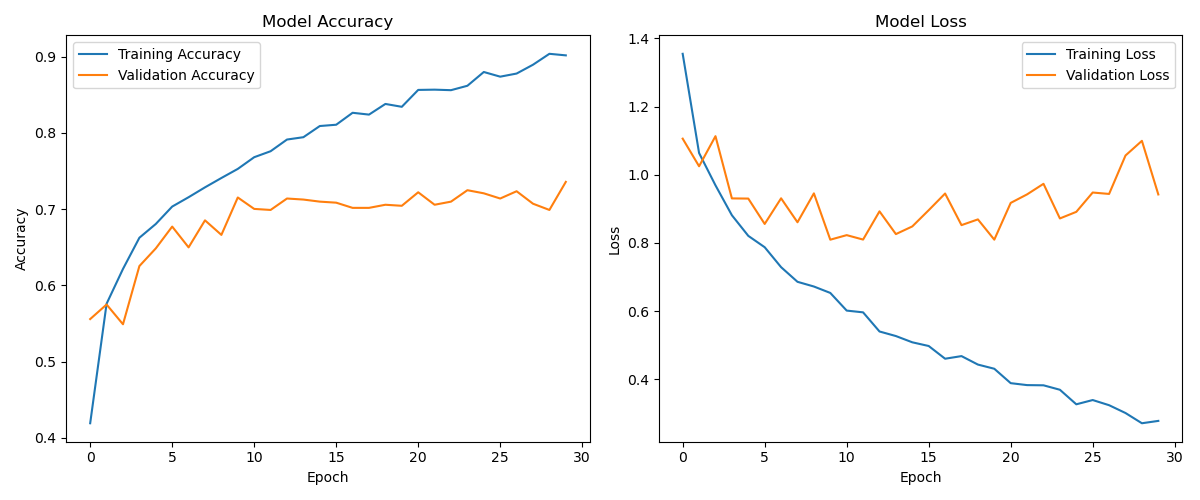 Model Accuracy
Training Accuracy
Validation Accuracy
0.9
0.8
0.7
0.6
0.5
0.4
Accuracy
0 5 10 15 20 25 30
Epoch
Model Loss
Training Loss
Validation Loss
1.4
1.2
1.0
0.8
0.6
0.4
Loss
0 5 10 15 20 25 30
Epoch